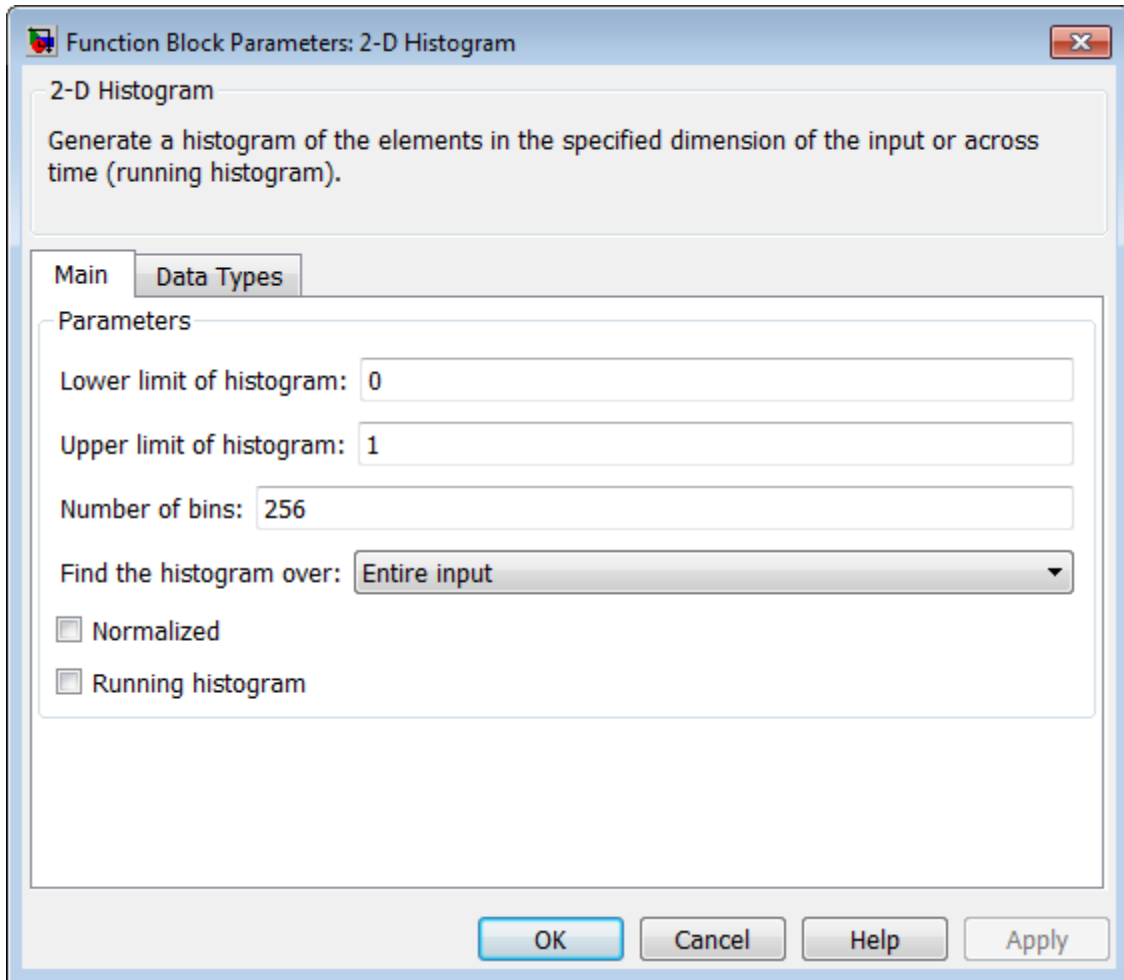 Function Block Parameters: 2-D Histogram
2-D Histogram
Generate a histogram of the elements in the specified dimension of the input or across
time (running histogram).
Main
Data Types
Parameters
Lower limit of histogram: 0
Upper limit of histogram: 1
Number of bins: 256
Find the histogram over: Entire input
Normalized
Running histogram
OK
Cancel
Help
Apply